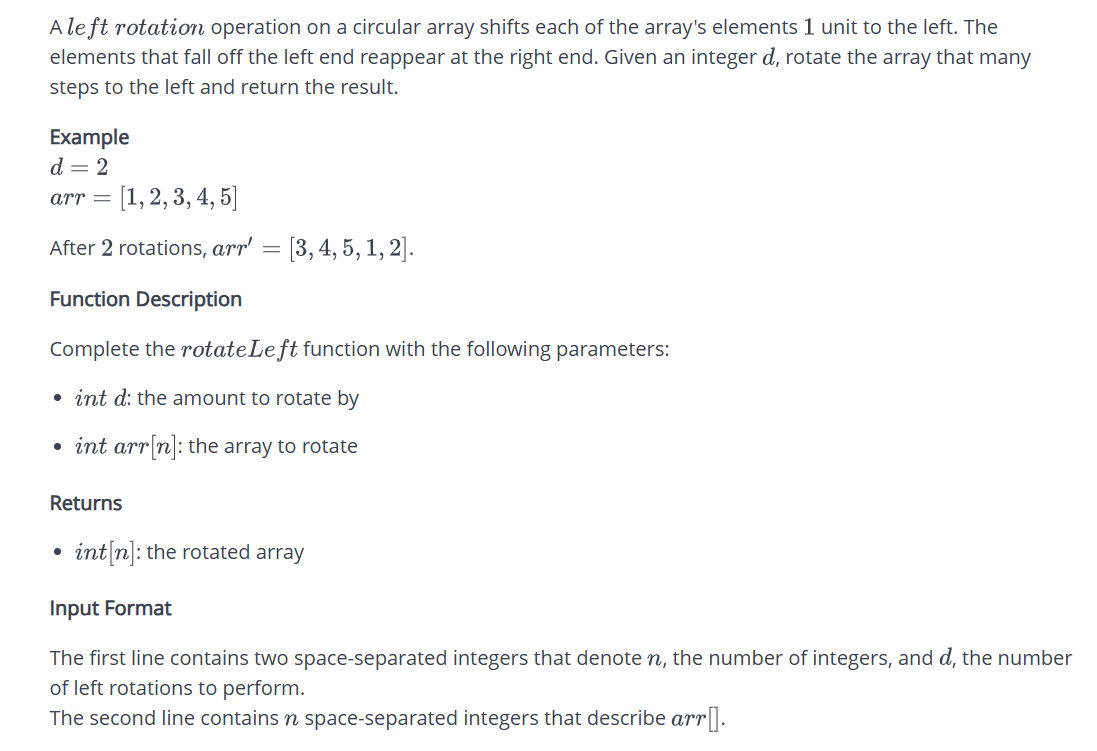 A left rotation operation on a circular array shifts each of the array's elements 1 unit to the left. The
elements that fall off the left end reappear at the right end. Given an integer d, rotate the array that many
steps to the left and return the result.
Example
d = 2
arr = [1, 2, 3, 4, 5]
After 2 rotations, arr' = [3, 4, 5, 1, 2].
Function Description
Complete the rotateLeft function with the following parameters:
• int d: the amount to rotate by
• int arr[n]: the array to rotate
Returns
• int[n]: the rotated array
Input Format
The first line contains two space-separated integers that denote n, the number of integers, and d, the number
of left rotations to perform.
The second line contains n space-separated integers that describe arr[].